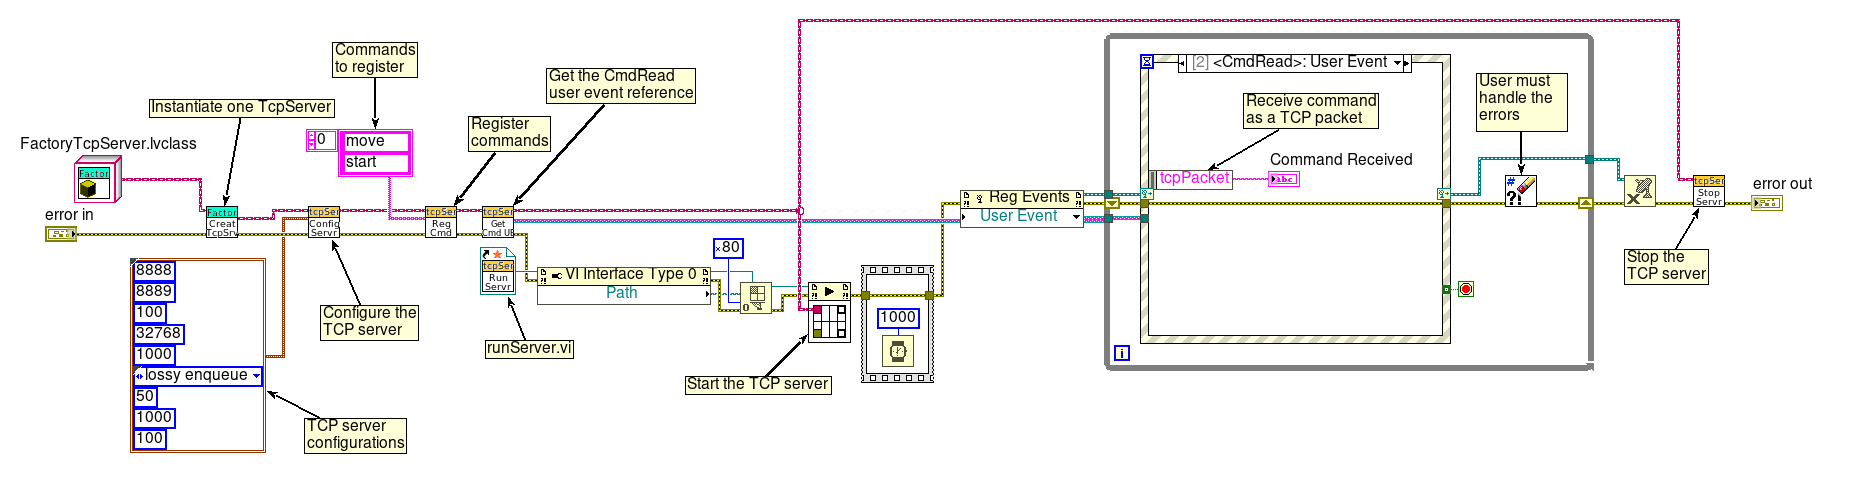 Commands
to register
Get the CmdRead
user event reference
Instantiate one TcpServer
Register
commands
FactoryTcpServer.lvclass
Factor
0
move
start
error in
Factor
Creat
TcpSrv
tcpSer
Config
Servr
tcpSer
Reg
Cmd
tcpSer
Get
Cmd UE
8888
8889
100
32768
1000
lossy enqueue
50
1000
100
Configure the
TCP server
TCP server
configurations
tcpSer
Run
Servr
runServer.vi
VI Interface Type 0
Path
x80
0
Start the TCP server
1000
Reg Events
User Event
[2] <CmdRead>: User Event
Receive command
as a TCP packet
tcpPacket
Command Received
abc
i
User must
handle the
errors
#
?!
x
tcpSer
Stop
Servr
error out
Stop the
TCP server